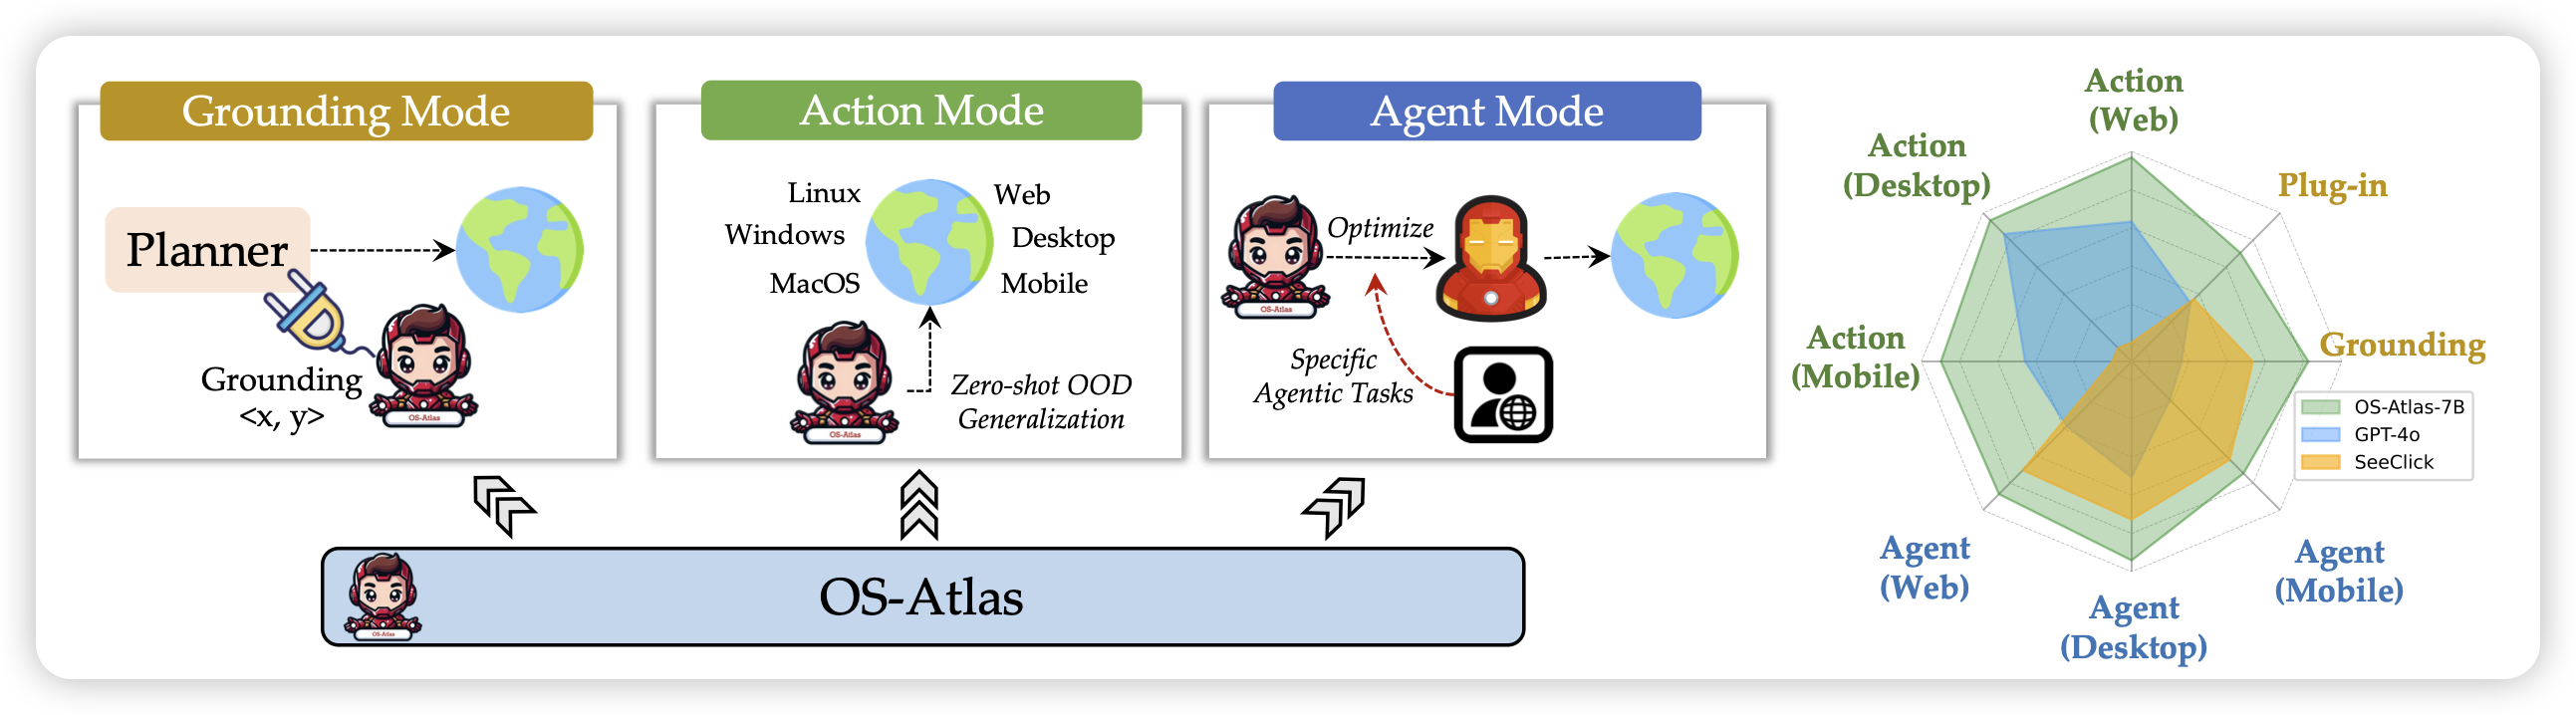 Grounding Mode
Planner
Grounding
<x, y>
OS-Atlas
Action Mode
Linux
Windows
MacOS
Web
Desktop
Mobile
Zero-shot OOD
Generalization
OS-Atlas
Agent Mode
Optimize
OS-Atlas
Specific
Agentic Tasks
OS-Atlas
OS-Atlas
Action
(Web)
Action
(Desktop)
Plug-in
Action
(Mobile)
Grounding
OS-Atlas-7B
GPT-4o
SeeClick
Agent
(Web)
Agent
(Mobile)
Agent
(Desktop)